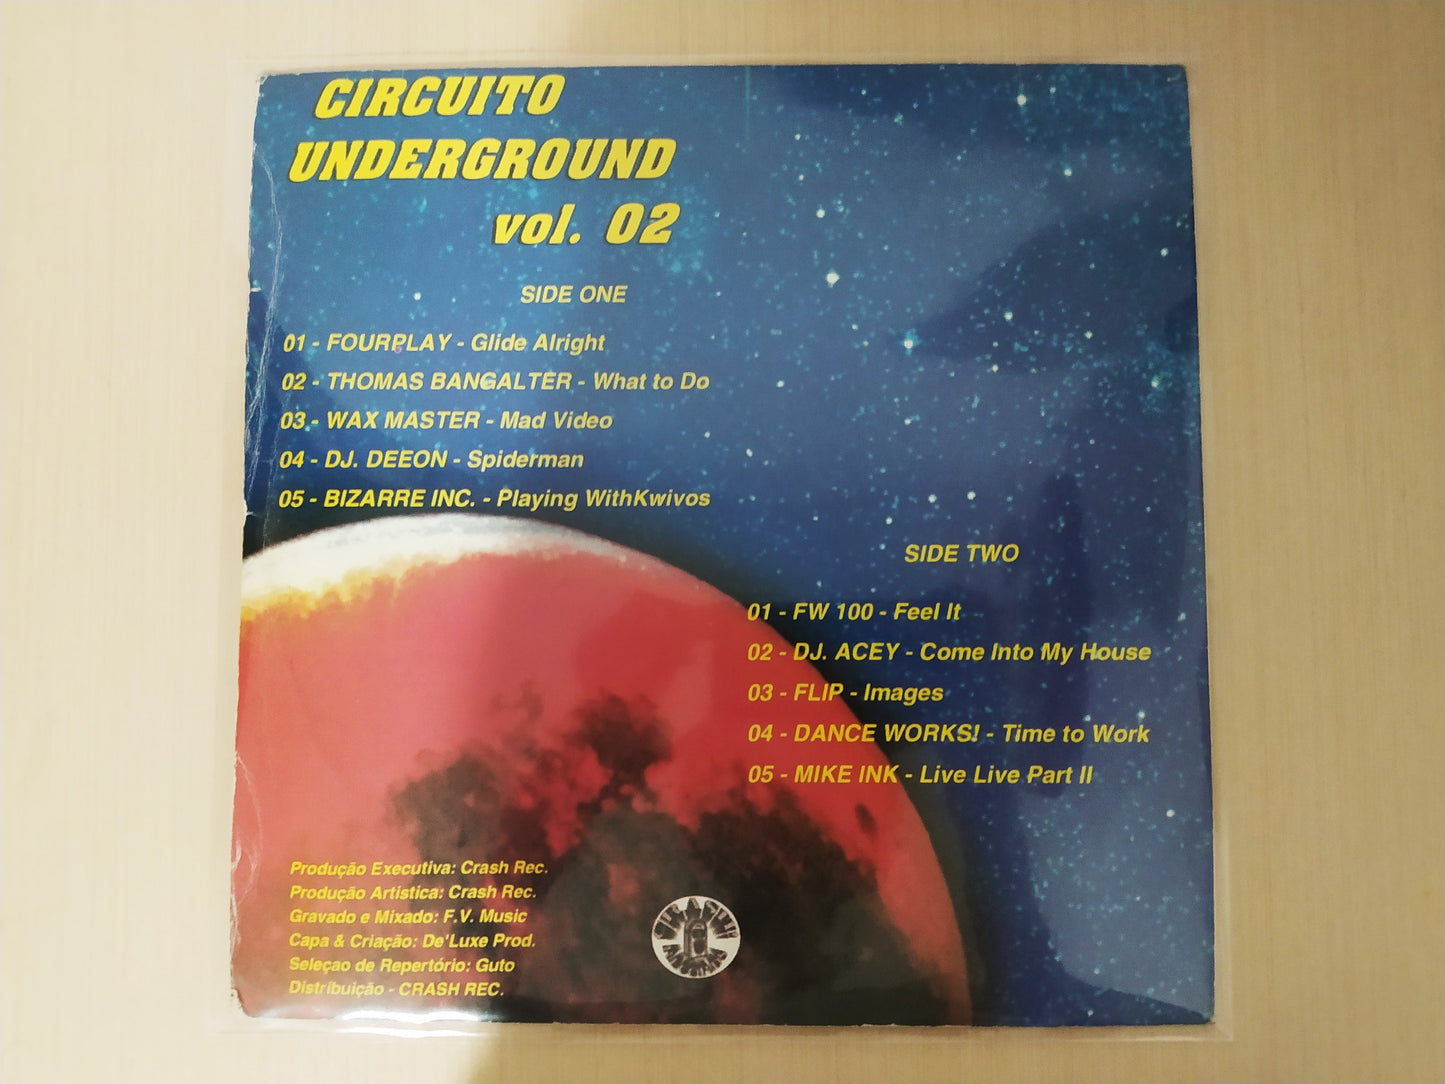 CIRCUITO
UNDERGROUND
vol. 02
SIDE ONE
01 - FOURPLAY - Glide Alright
02 - THOMAS BANGALTER - What to Do
03 - WAX MASTER - Mad Video
04 - DJ. DEEON - Spiderman
05 - BIZARRE INC. - Playing WithKwivos
SIDE TWO
01 - FW 100 - Feel It
02 - DJ. ACEY - Come Into My House
03 - FLIP - Images
04 - DANCE WORKS! - Time to Work
05 - MIKE INK - Live Live Part II
Produção Executiva: Crash Rec.
Produção Artistica: Crash Rec.
Gravado e Mixado: F.V. Music
Capa & Criação: De'Luxe Prod.
Seleçao de Repertório: Guto
Distribuição - CRASH REC.
CRASH
RECORDS